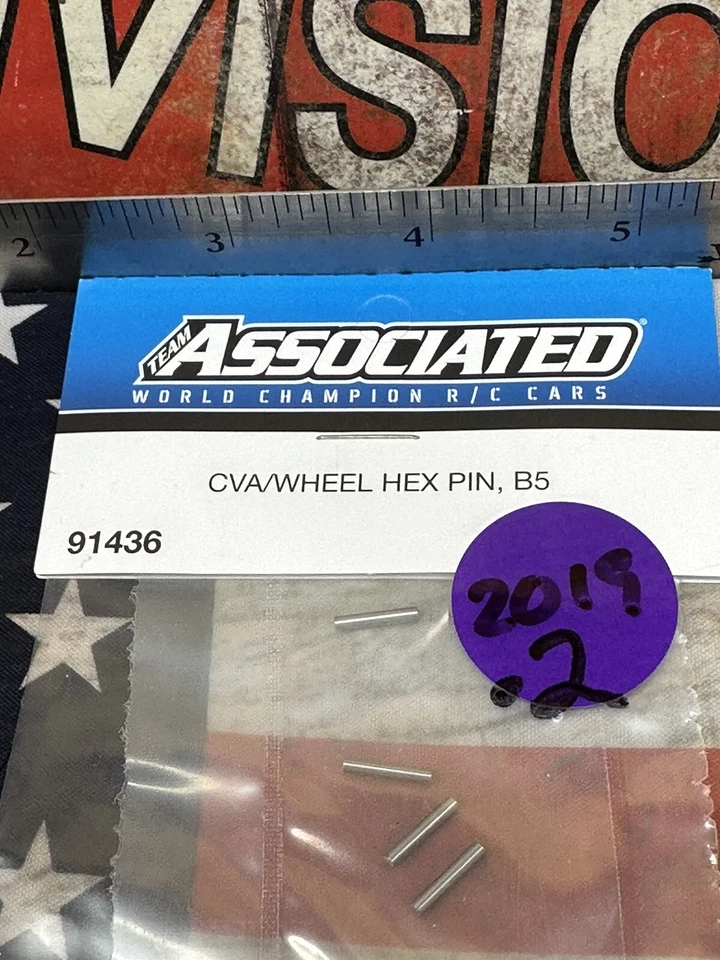 VISIO
2 3 4 5
TEAM
ASSOCIATED®
WORLD CHAMPION R/C CARS
CVA/WHEEL HEX PIN, B5
91436
2019
.2